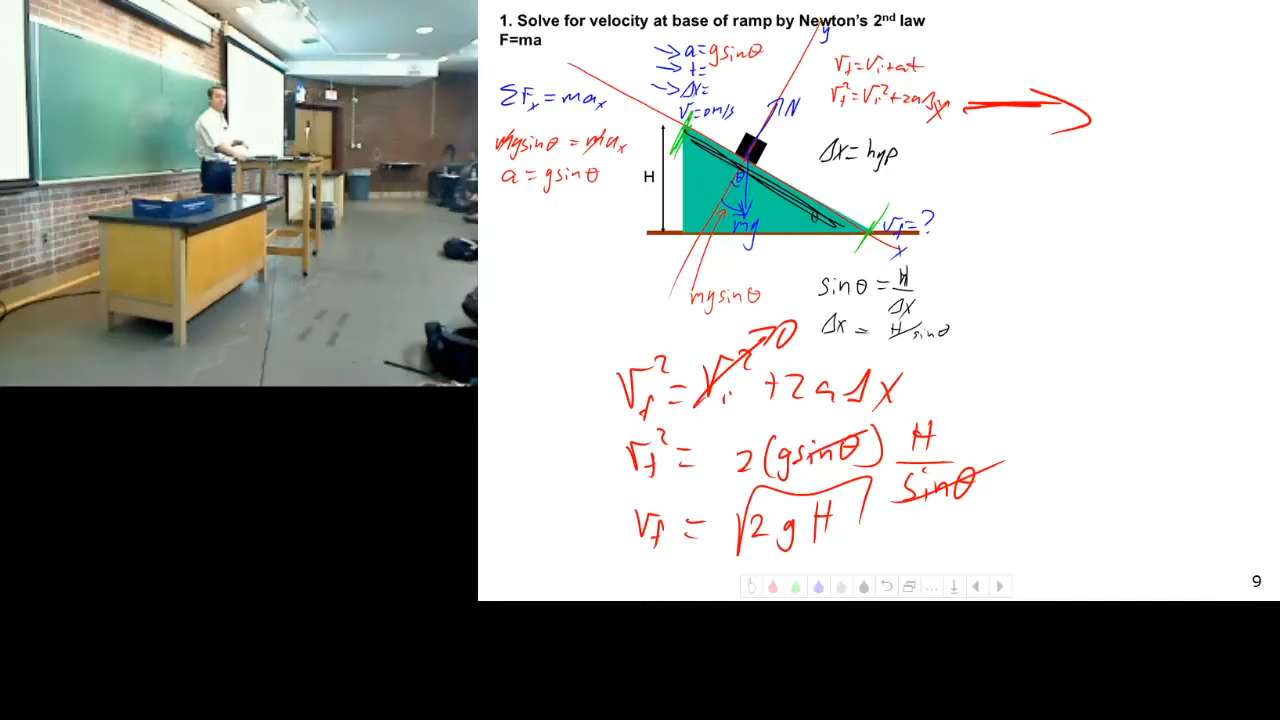 1. Solve for velocity at base of ramp by Newton's 2nd law
F=ma
y
→ a = g sinθ
→ t =
→ Δx =
v = 0 m/s
Vf = Vi + at
Vf² = Vi² + 2aΔx
ΣFx = max
N
mg sinθ = max
a = g sinθ
Δx = hyp
H
θ
θ
mg
Vf = ?
x
mg sinθ
sinθ = H/Δx
Δx = H/sinθ
0
Vf² = Vi² + 2aΔx
Vf² = 2(g sinθ) H/sinθ
Vf = √2gH
9